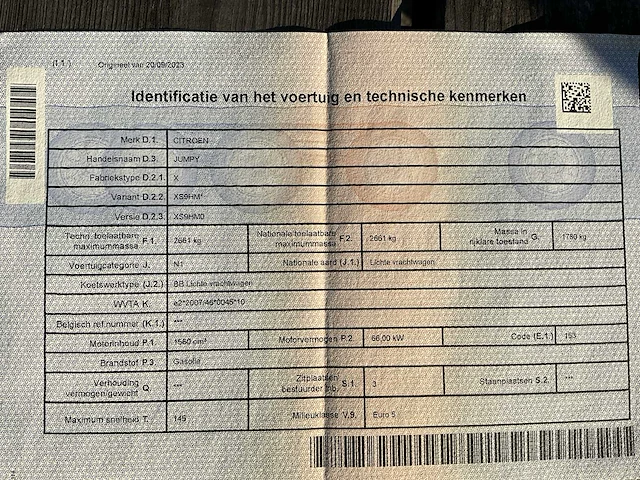 (I.1.) Origineel van 20/09/2023
Identificatie van het voertuig en technische kenmerken
Merk D.1. CITROEN
Handelsnaam D.3. JUMPY
Fabriekstype D.2.1. X
Variant D.2.2. XS9HM*
Versie D.2.3. XS9HM0
Techn. toelaatbare maximummassa F.1. 2661 kg Nationale toelaatbare maximummassa F.2. 2661 kg Massa in rijklare toestand G. 1780 kg
Voertuigcategorie J. N1 Nationale aard (J.1.) Lichte vrachtwagen
Koetswerktype (J.2.) BB Lichte vrachtwagen
WVTA K. e2*2007/46*0045*10
Belgisch ref.nummer (K.1.) ---
Motorinhoud P.1. 1560 cm³ Motorvermogen P.2. 66,00 kW Code (E.1.) 153
Brandstof P.3. Gasolie
Verhouding vermogen/gewicht Q. --- Zitplaatsen bestuurder inb. S.1. 3 Staanplaatsen S.2. ---
Maximum snelheid T. 145 Milieuklasse V.9. Euro 5